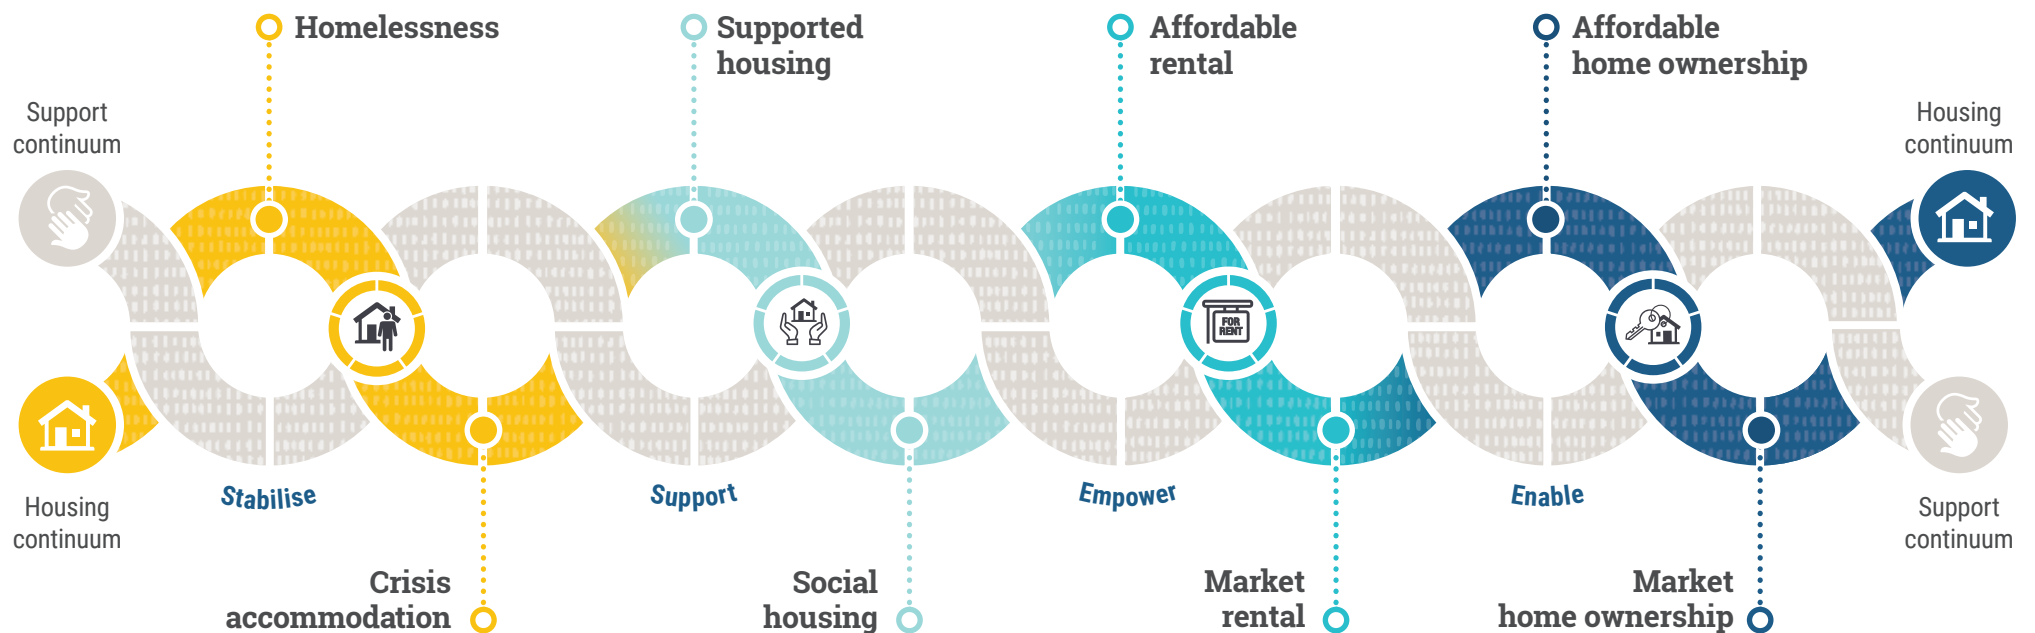 Homelessness
Supported
housing
Affordable
rental
Affordable
home ownership
Support
continuum
Housing
continuum
FOR
RENT
Stabilise
Support
Empower
Enable
Housing
continuum
Support
continuum
Crisis
accommodation
Social
housing
Market
rental
Market
home ownership